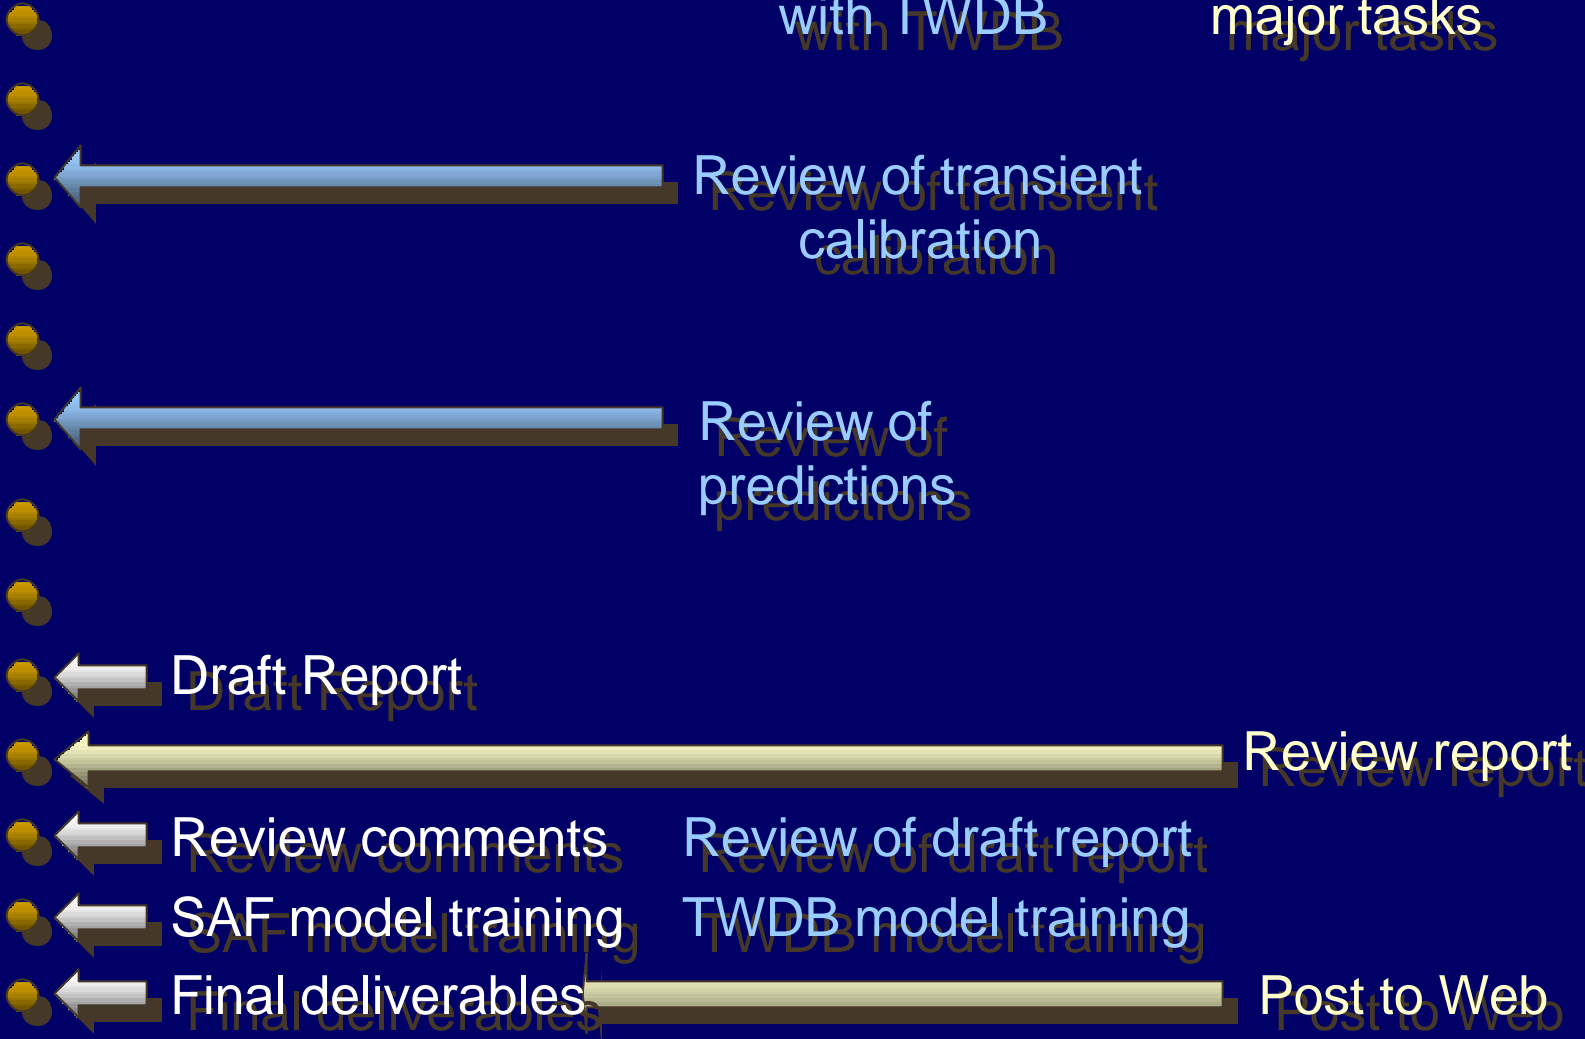 with TWDB major tasks
Review of transient
calibration
Review of
predictions
Draft Report
Review report
Review comments Review of draft report
SAF model training TWDB model training
Final deliverables Post to Web